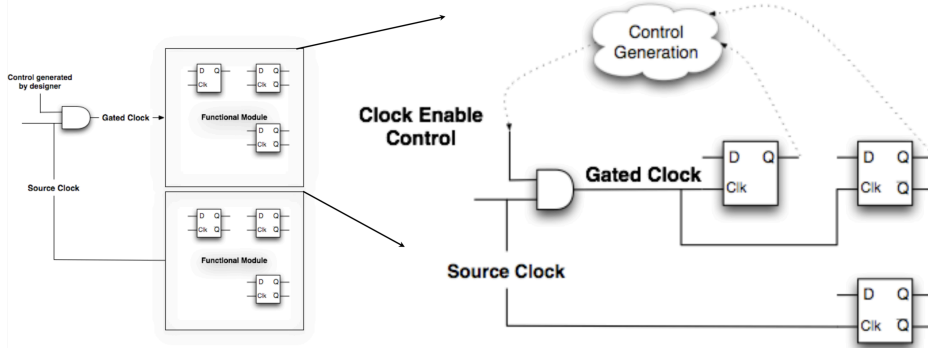 Control generated
by designer
Gated Clock
Source Clock
D Q
Clk
D Q
Clk Q
Functional Module
D Q
Clk Q
D Q
Clk Q
D Q
Clk Q
Functional Module
D Q
Clk Q
Control
Generation
Clock Enable
Control
Gated Clock
D Q
Clk
D Q
Clk Q
Source Clock
D Q
Clk Q